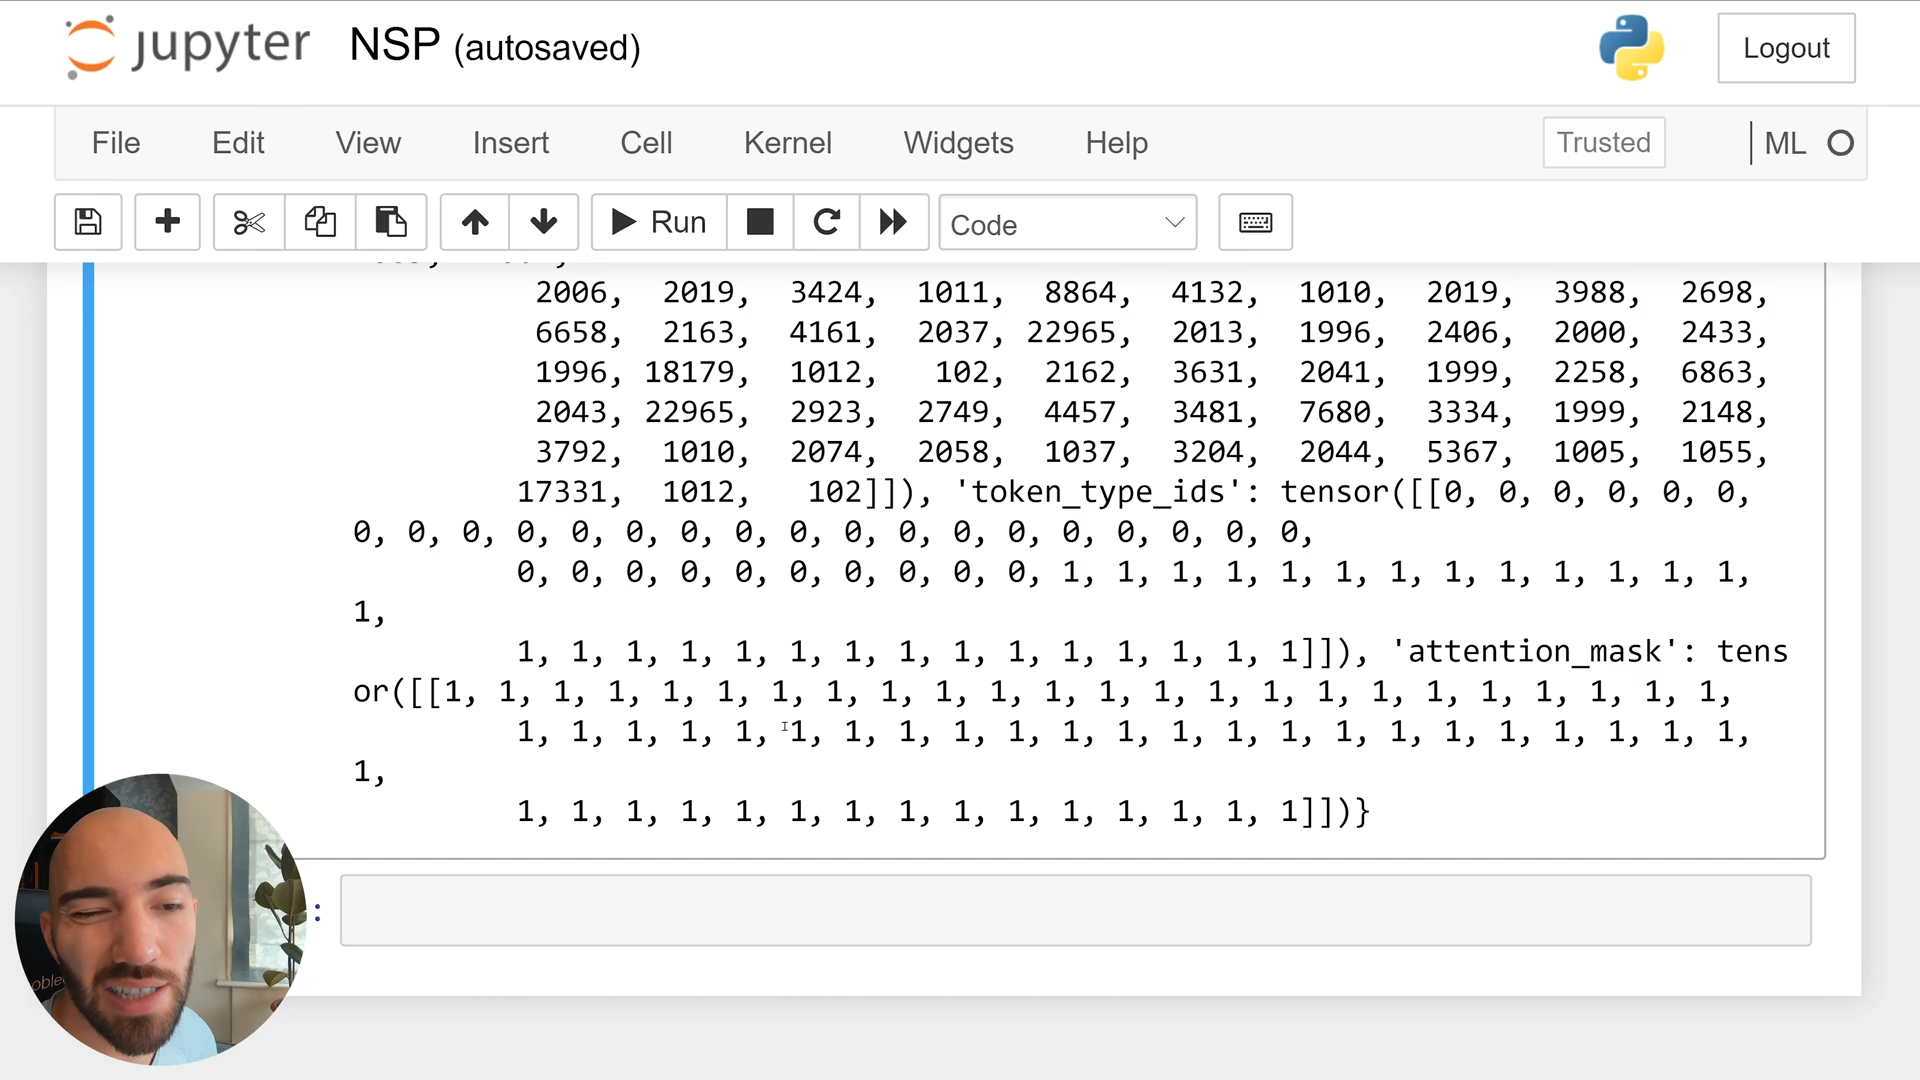 jupyter NSP (autosaved) Logout
File Edit View Insert Cell Kernel Widgets Help Trusted ML
Run Code
2006, 2019, 3424, 1011, 8864, 4132, 1010, 2019, 3988, 2698,
6658, 2163, 4161, 2037, 22965, 2013, 1996, 2406, 2000, 2433,
1996, 18179, 1012, 102, 2162, 3631, 2041, 1999, 2258, 6863,
2043, 22965, 2923, 2749, 4457, 3481, 7680, 3334, 1999, 2148,
3792, 1010, 2074, 2058, 1037, 3204, 2044, 5367, 1005, 1055,
17331, 1012, 102]]), 'token_type_ids': tensor([[0, 0, 0, 0, 0, 0,
0, 0, 0, 0, 0, 0, 0, 0, 0, 0, 0, 0, 0, 0, 0, 0, 0, 0,
0, 0, 0, 0, 0, 0, 0, 0, 0, 0, 1, 1, 1, 1, 1, 1, 1, 1, 1, 1, 1, 1, 1,
1,
1, 1, 1, 1, 1, 1, 1, 1, 1, 1, 1, 1, 1, 1, 1]]), 'attention_mask': tens
or([[1, 1, 1, 1, 1, 1, 1, 1, 1, 1, 1, 1, 1, 1, 1, 1, 1, 1, 1, 1, 1, 1, 1, 1,
1, 1, 1, 1, 1, 1, 1, 1, 1, 1, 1, 1, 1, 1, 1, 1, 1, 1, 1, 1, 1, 1, 1,
1,
1, 1, 1, 1, 1, 1, 1, 1, 1, 1, 1, 1, 1, 1, 1]])}
: